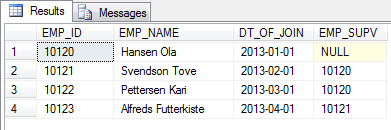 Results Messages
EMP_ID EMP_NAME DT_OF_JOIN EMP_SUPV
1 10120 Hansen Ola 2013-01-01 NULL
2 10121 Svendson Tove 2013-02-01 10120
3 10122 Pettersen Kari 2013-03-01 10120
4 10123 Alfreds Futterkiste 2013-04-01 10121